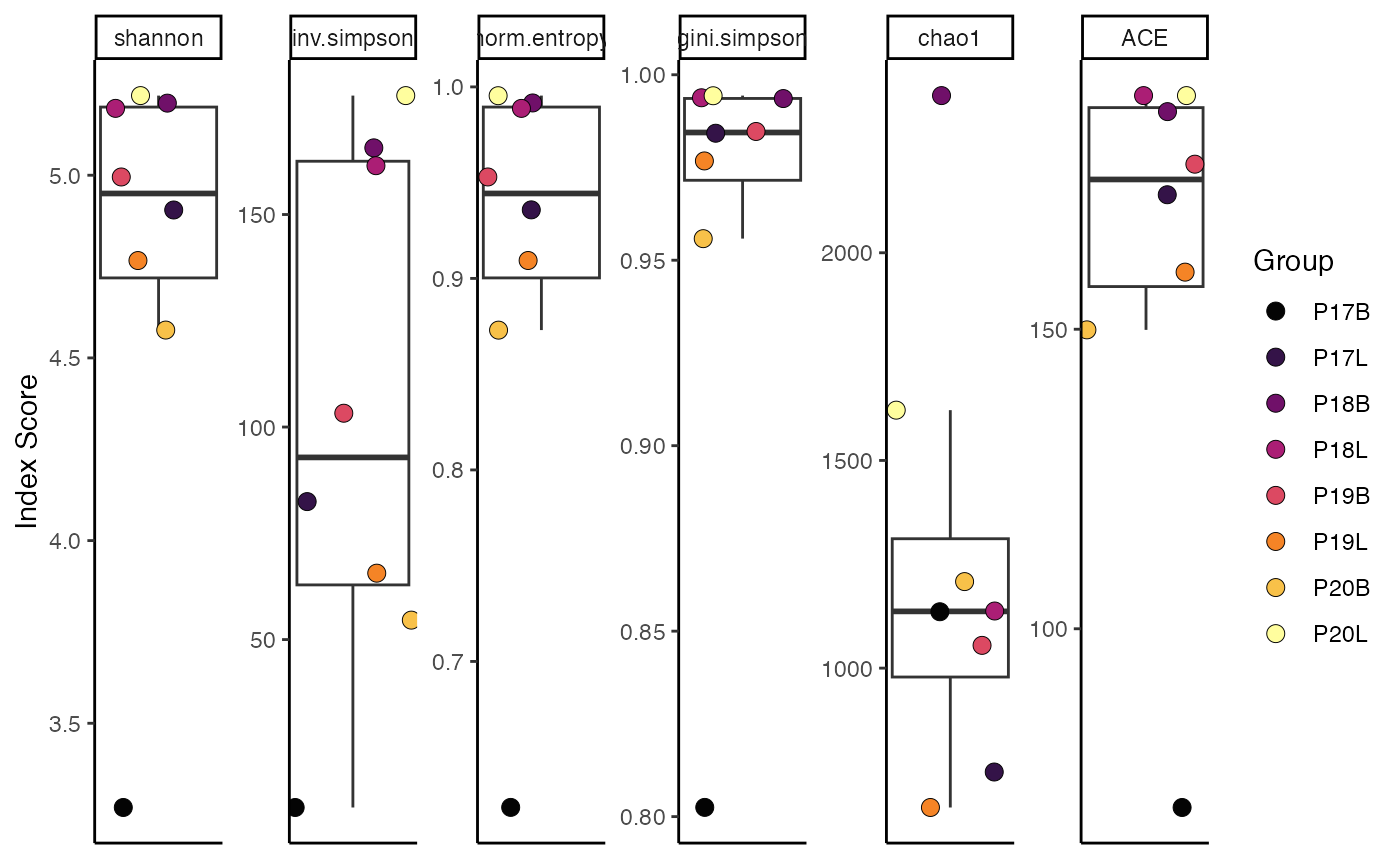 shannon
inv.simpson
norm.entropy
gini.simpson
chao1
ACE
Index Score
5.0
4.5
4.0
3.5
150
100
50
1.0
0.9
0.8
0.7
1.00
0.95
0.90
0.85
0.80
2000
1500
1000
150
100
Group
P17B
P17L
P18B
P18L
P19B
P19L
P20B
P20L